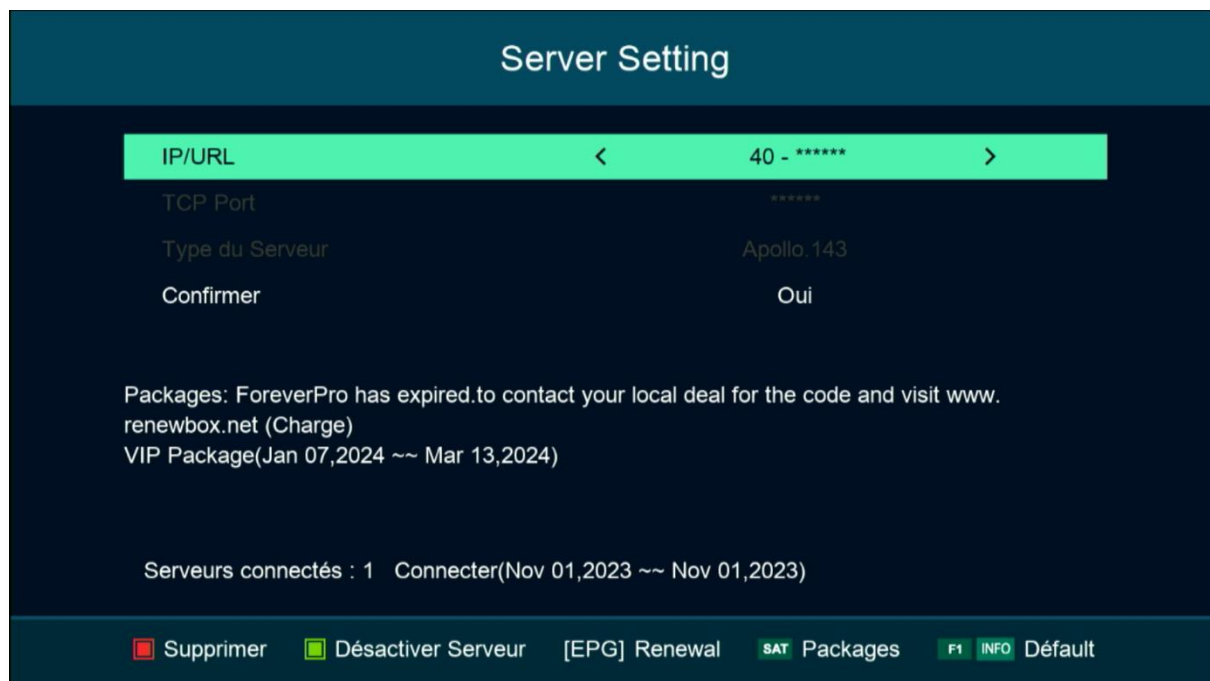 Server Setting
IP/URL < 40 - ****** >
TCP Port ******
Type du Serveur Apollo.143
Confirmer Oui
Packages: ForeverPro has expired.to contact your local deal for the code and visit www.
renewbox.net (Charge)
VIP Package(Jan 07,2024 ~~ Mar 13,2024)
Serveurs connectés : 1 Connecter(Nov 01,2023 ~~ Nov 01,2023)
Supprimer Désactiver Serveur [EPG] Renewal SAT Packages F1 INFO Défault